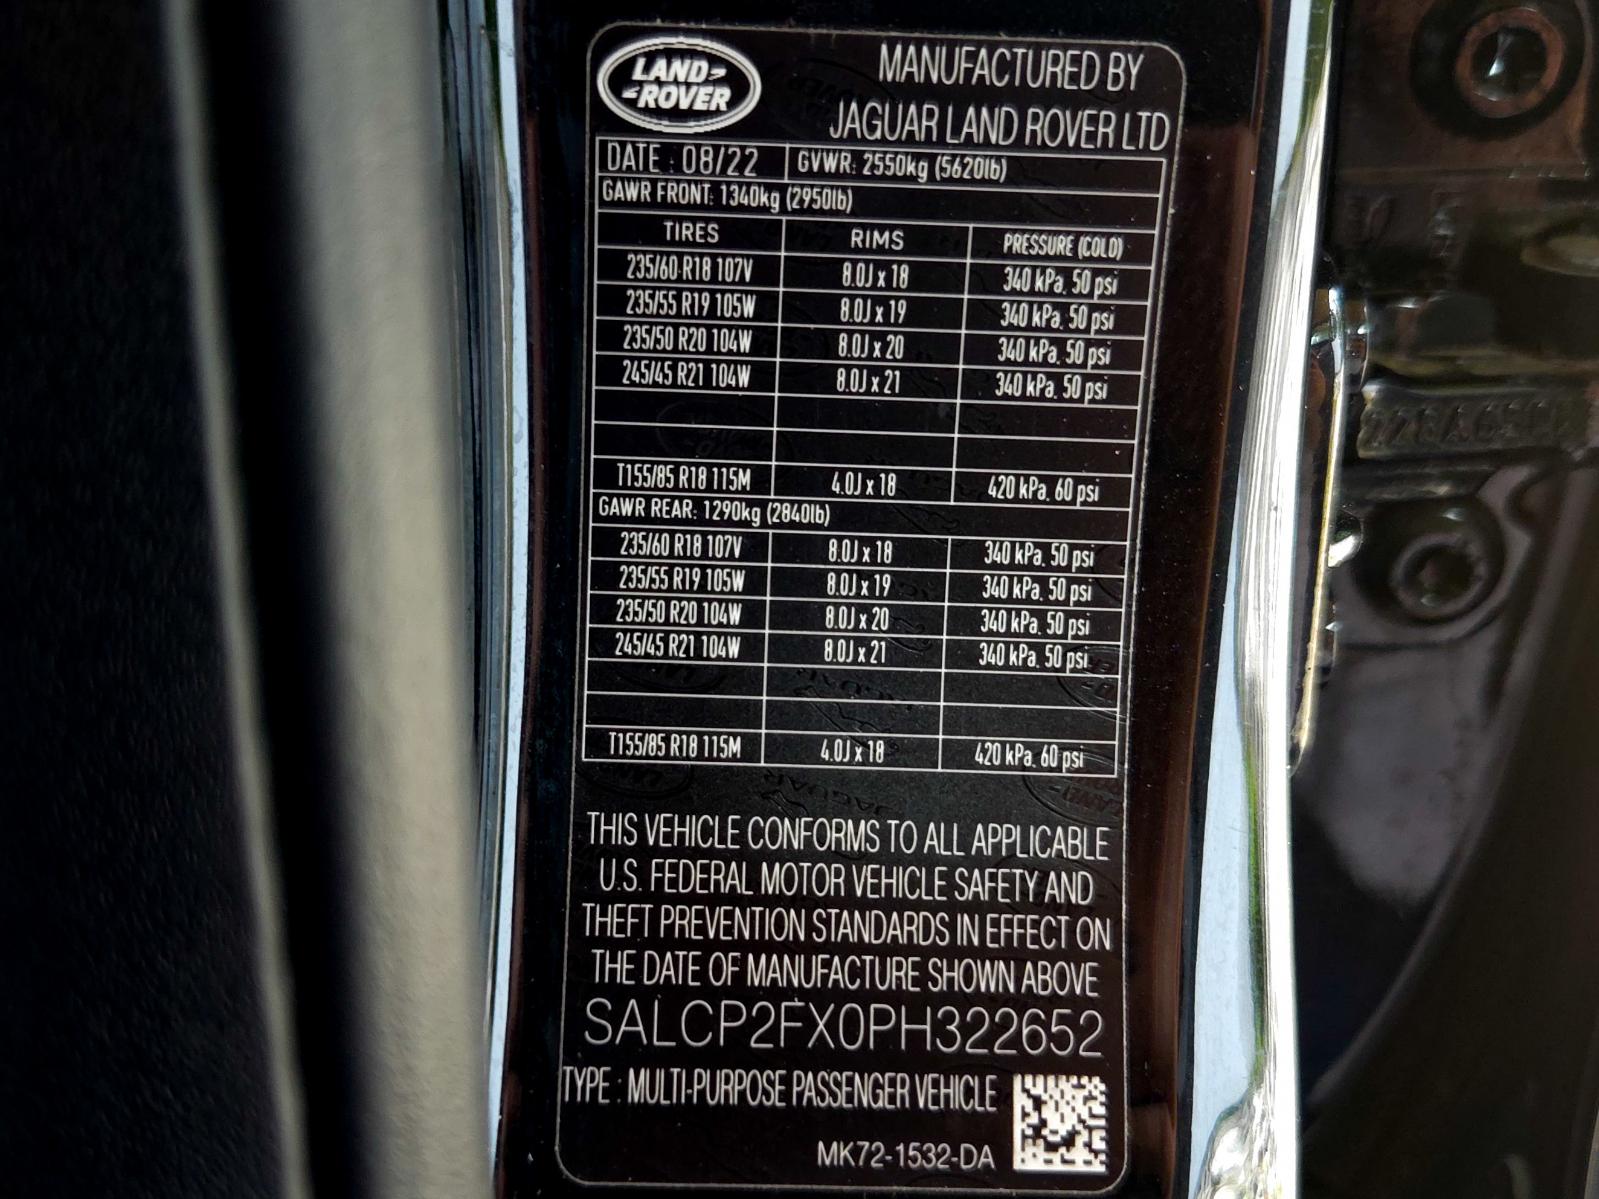 LAND
ROVER
MANUFACTURED BY
JAGUAR LAND ROVER LTD
DATE : 08/22 GVWR: 2550kg (5620lb)
GAWR FRONT: 1340kg (2950lb)
TIRES RIMS PRESSURE (COLD)
235/60 R18 107V 8.0J x 18 340 kPa, 50 psi
235/55 R19 105W 8.0J x 19 340 kPa, 50 psi
235/50 R20 104W 8.0J x 20 340 kPa, 50 psi
245/45 R21 104W 8.0J x 21 340 kPa, 50 psi
T155/85 R18 115M 4.0J x 18 420 kPa, 60 psi
GAWR REAR: 1290kg (2840lb)
235/60 R18 107V 8.0J x 18 340 kPa, 50 psi
235/55 R19 105W 8.0J x 19 340 kPa, 50 psi
235/50 R20 104W 8.0J x 20 340 kPa, 50 psi
245/45 R21 104W 8.0J x 21 340 kPa, 50 psi
T155/85 R18 115M 4.0J x 18 420 kPa, 60 psi
THIS VEHICLE CONFORMS TO ALL APPLICABLE
U.S. FEDERAL MOTOR VEHICLE SAFETY AND
THEFT PREVENTION STANDARDS IN EFFECT ON
THE DATE OF MANUFACTURE SHOWN ABOVE
SALCP2FX0PH322652
TYPE : MULTI-PURPOSE PASSENGER VEHICLE
MK72-1532-DA